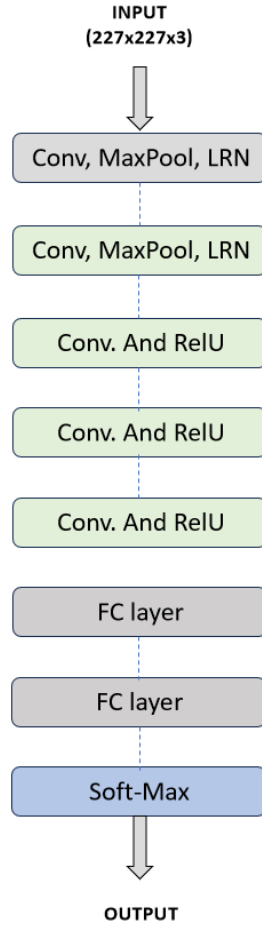 INPUT
(227x227x3)
Conv, MaxPool, LRN
Conv, MaxPool, LRN
Conv. And RelU
Conv. And RelU
Conv. And RelU
FC layer
FC layer
Soft-Max
OUTPUT